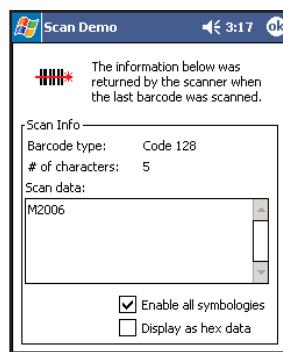 Scan Demo 3:17 ok
The information below was
returned by the scanner when
the last barcode was scanned.
Scan Info
Barcode type: Code 128
# of characters: 5
Scan data:
M2006
Enable all symbologies
Display as hex data